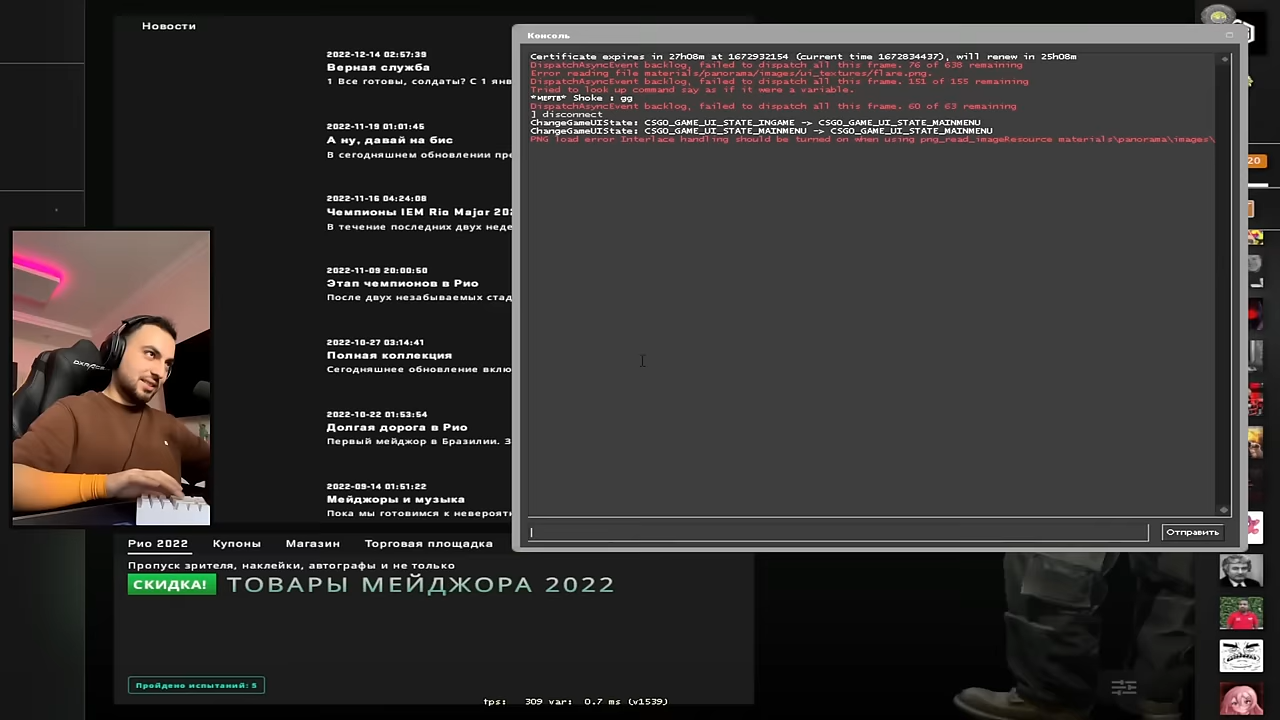 Новости
2022-12-14 02:57:39
Верная служба
1 Все готовы, солдаты? С 1 янв
2022-11-19 01:01:45
А ну, давай на бис
В сегодняшнем обновлении пре
2022-11-16 04:24:08
Чемпионы IEM Rio Major 202
В течение последних двух неде
2022-11-09 20:00:50
Этап чемпионов в Рио
После двух незабываемых стад
2022-10-27 03:14:41
Полная коллекция
Сегодняшнее обновление вклю
2022-10-22 01:53:54
Долгая дорога в Рио
Первый мейджор в Бразилии. З
2022-09-14 01:51:22
Мейджоры и музыка
Пока мы готовимся к невероятн
Консоль
Certificate expires in 27h08m at 1672932154 (current time 1672834437), will renew in 25h08m
DispatchAsyncEvent backlog, failed to dispatch all this frame. 76 of 638 remaining
Error reading file materials/panorama/images/ui_textures/flare.png.
DispatchAsyncEvent backlog, failed to dispatch all this frame. 151 of 155 remaining
Tried to look up command say as if it were a variable.
*МЕРТВ* Shoke : gg
DispatchAsyncEvent backlog, failed to dispatch all this frame. 60 of 63 remaining
] disconnect
ChangeGameUIState: CSGO_GAME_UI_STATE_INGAME -> CSGO_GAME_UI_STATE_MAINMENU
ChangeGameUIState: CSGO_GAME_UI_STATE_MAINMENU -> CSGO_GAME_UI_STATE_MAINMENU
PNG load error Interlace handling should be turned on when using png_read_imageResource materials\panorama\images\
Отправить
20
DXRACER
Рио 2022 Купоны Магазин Торговая площадка
Пропуск зрителя, наклейки, автографы и не только
СКИДКА! ТОВАРЫ МЕЙДЖОРА 2022
Пройдено испытаний: 5
fps: 309 var: 0.7 ms (v1539)